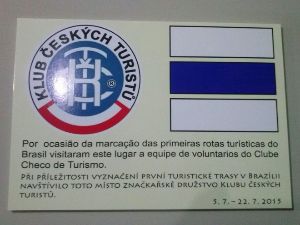 KLUB ČESKÝCH TURISTŮ
KČT
®
Por ocasião da marcação das primeiras rotas turísticas do
Brasil visitaram este lugar a equipe de voluntarios do Clube
Checo de Turismo.
PŘI PŘÍLEŽITOSTI VYZNAČENÍ PRVNÍ TURISTICKÉ TRASY V BRAZÍLII
NAVŠTÍVILO TOTO MÍSTO ZNAČKAŘSKÉ DRUŽSTVO KLUBU ČESKÝCH
TURISTŮ.
5. 7. – 22. 7. 2015